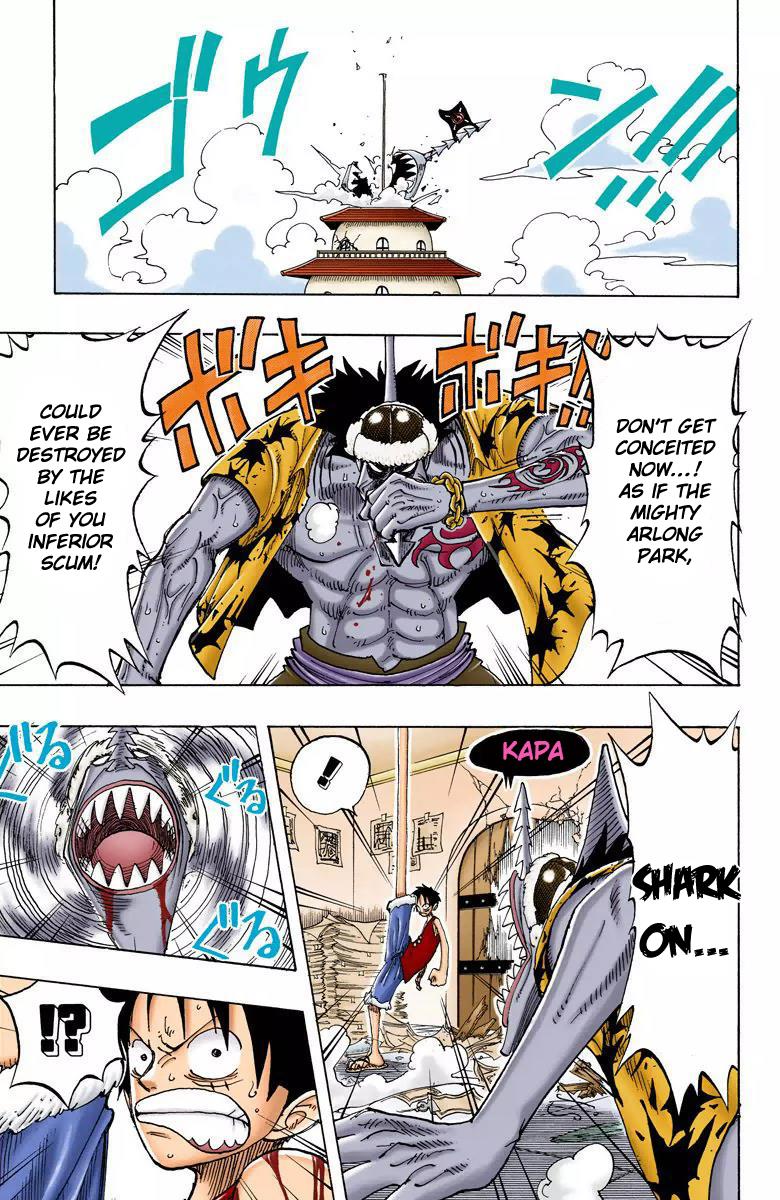 ゴゥン!!!
ボキ
ボキ!!
DON'T GET
CONCEITED
NOW...!
AS IF THE
MIGHTY
ARLONG
PARK,
COULD
EVER BE
DESTROYED
BY THE
LIKES
OF YOU
INFERIOR
SCUM!
SHARK
ON...
KAPA
!
ぐる
ぐる
ぐる
!?